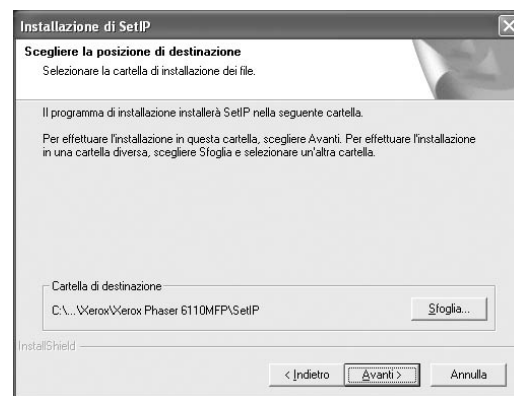 Installazione di SetIP
Scegliere la posizione di destinazione
Selezionare la cartella di installazione dei file.
Il programma di installazione installerà SetIP nella seguente cartella.
Per effettuare l'installazione in questa cartella, scegliere Avanti. Per effettuare l'installazione
in una cartella diversa, scegliere Sfoglia e selezionare un'altra cartella.
Cartella di destinazione
C:\...\Xerox\Xerox Phaser 6110MFP\SetIP
Sfoglia...
InstallShield
< Indietro
Avanti >
Annulla